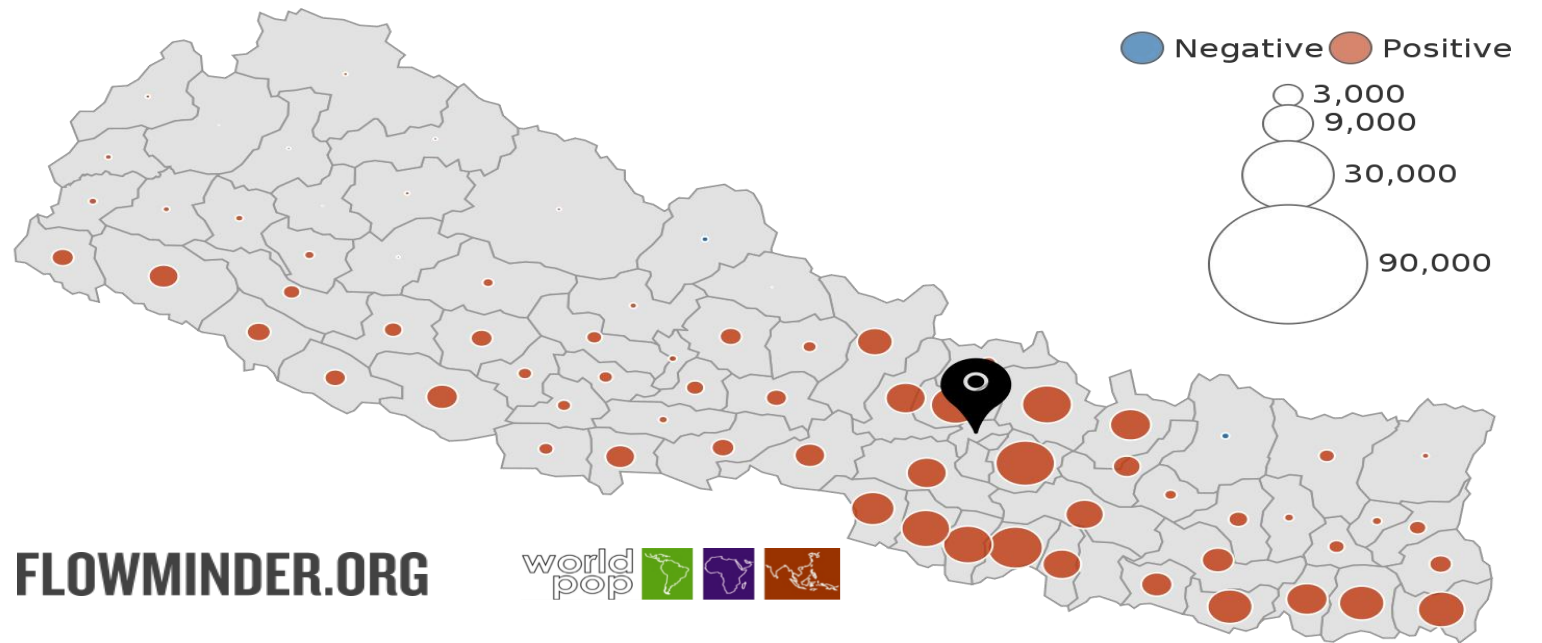 Negative Positive
3,000
9,000
30,000
90,000
FLOWMINDER.ORG
world
pop